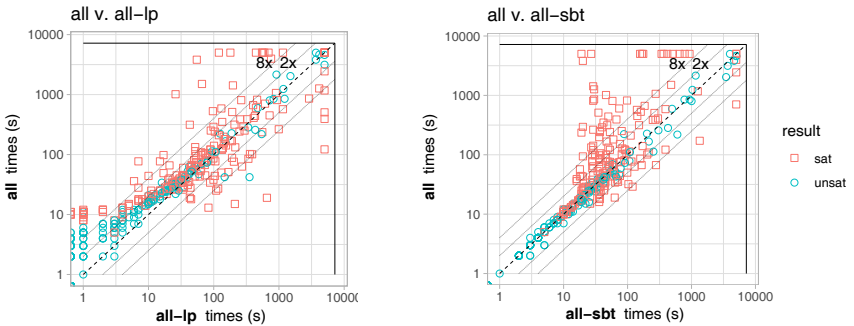 all v. all-lp
10000
1000
100
10
1
8x 2x
all times (s)
1 10 100 1000 10000
all-lp times (s)
all v. all-sbt
10000
1000
100
10
1
8x 2x
all times (s)
1 10 100 1000 10000
all-sbt times (s)
result
sat
unsat